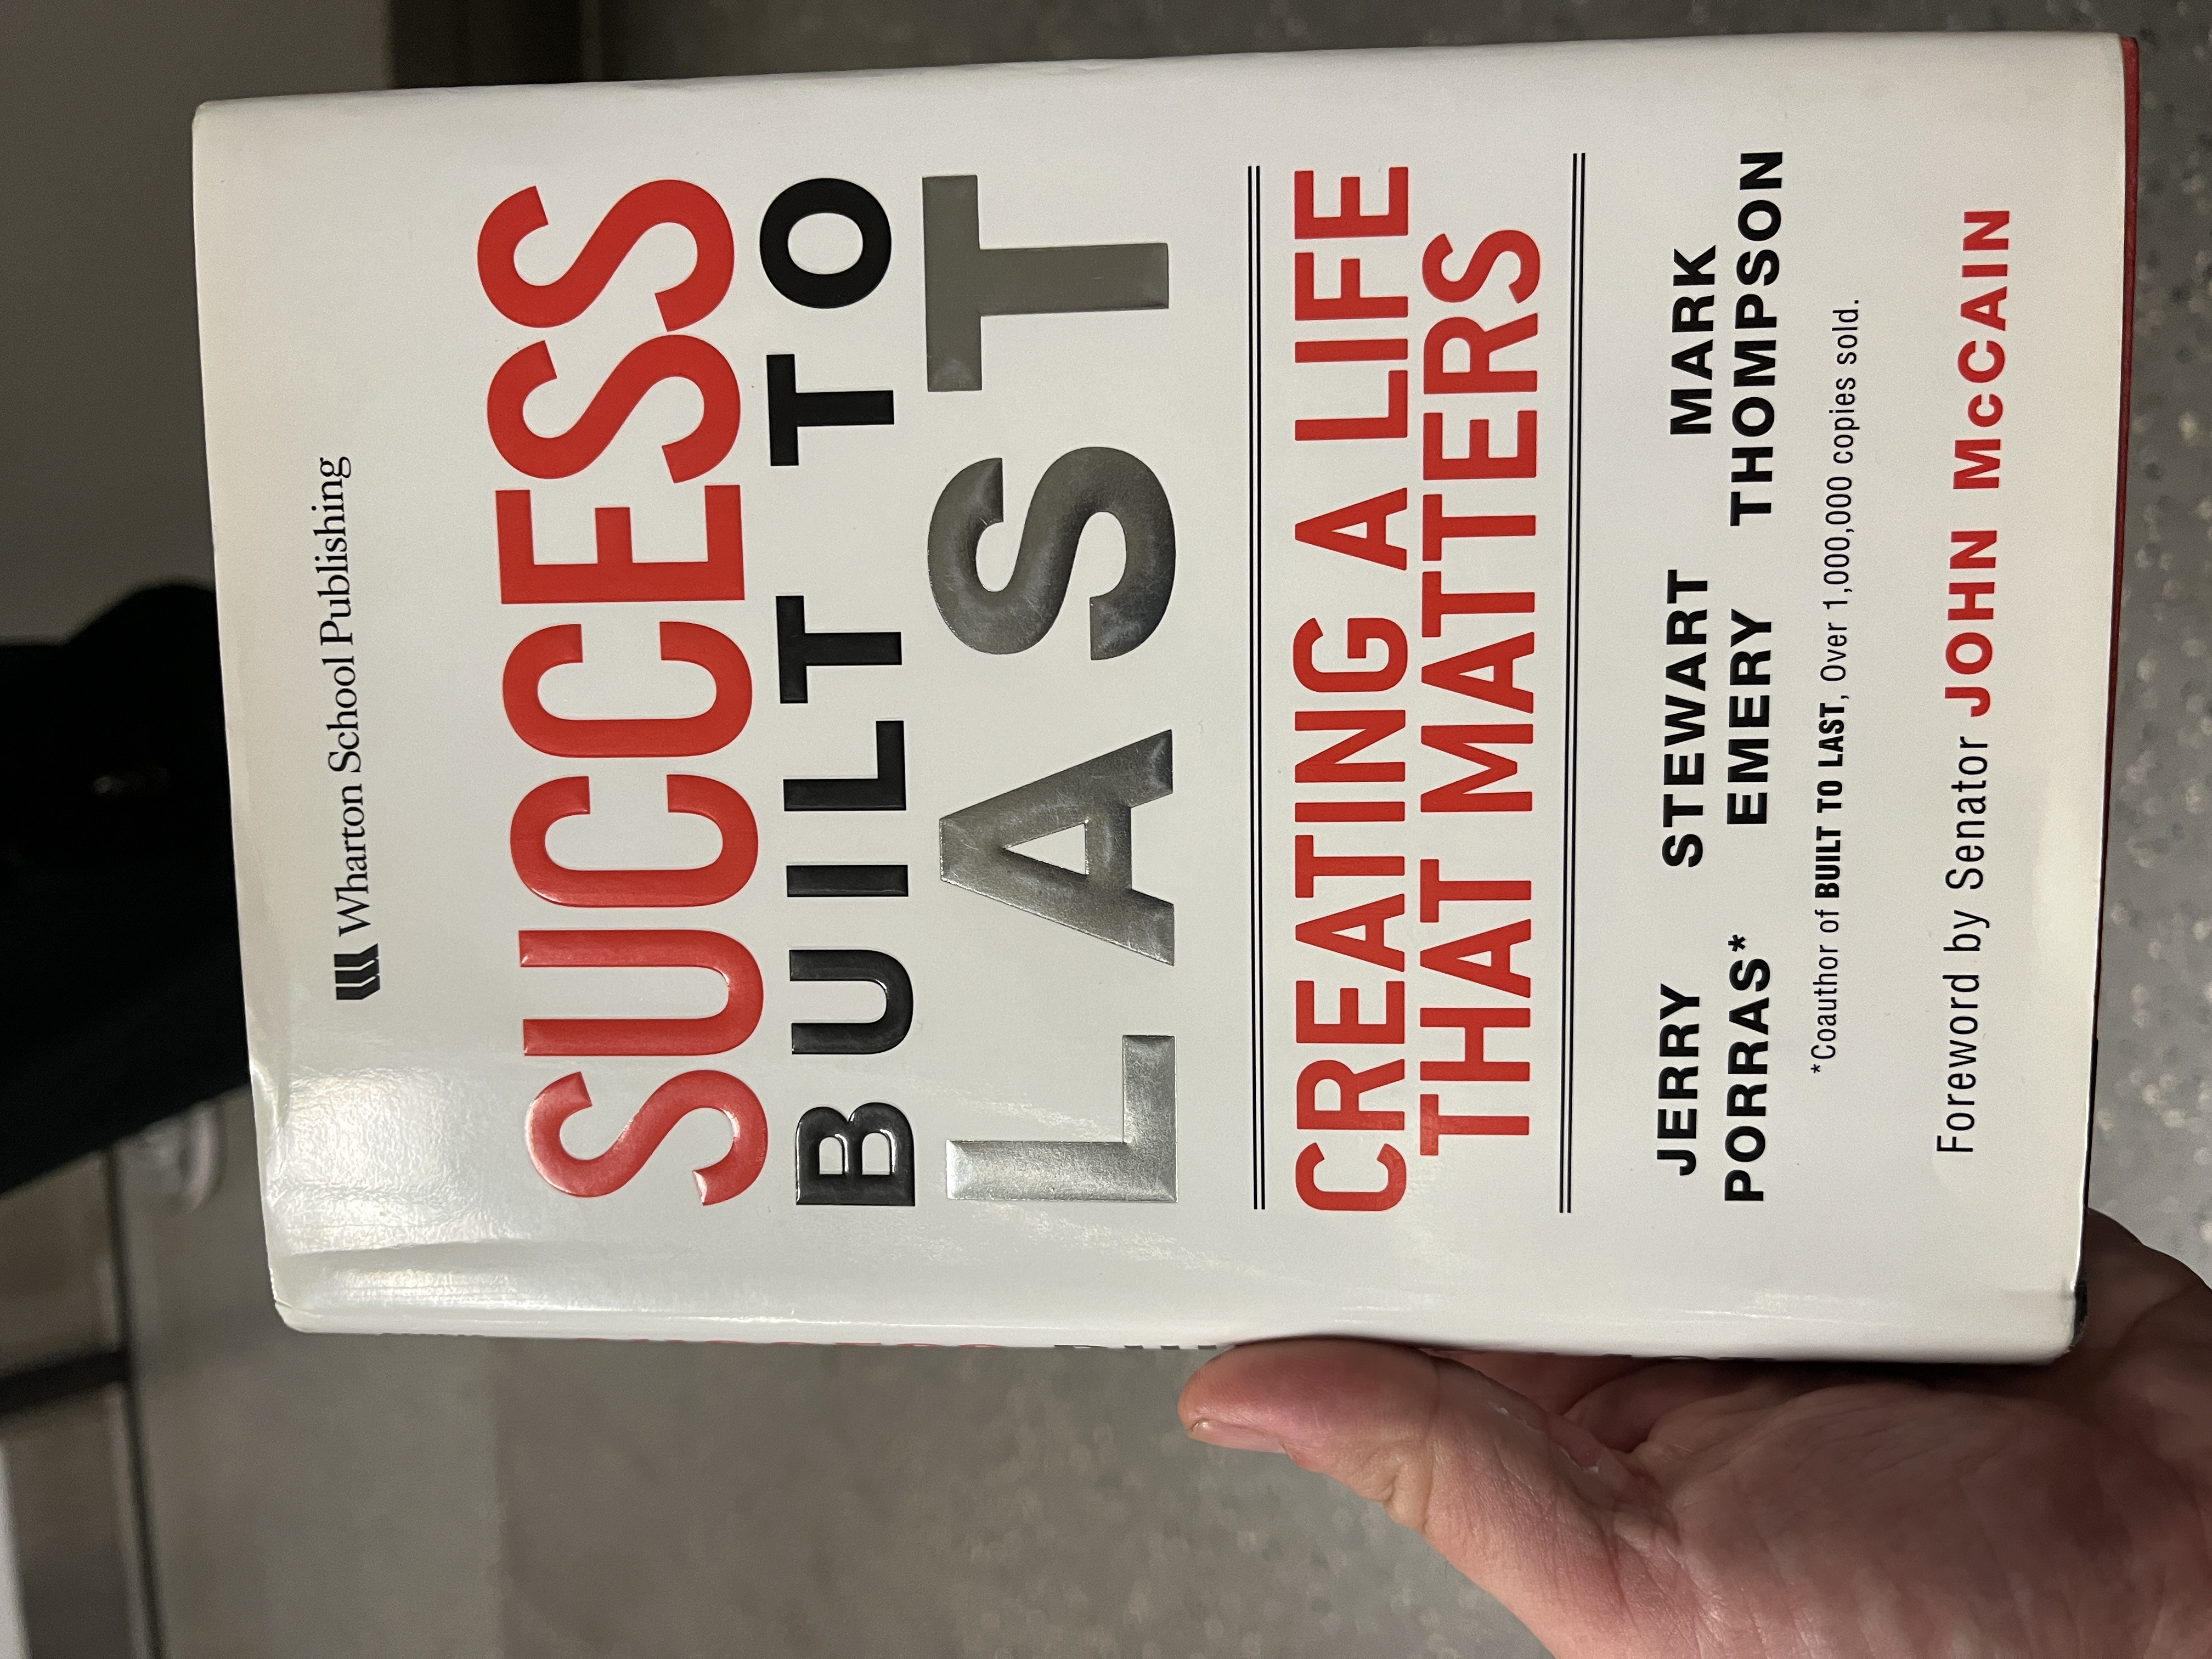 Wharton School Publishing
SUCCESS
BUILT TO
LAST
CREATING A LIFE
THAT MATTERS
JERRY STEWART MARK
PORRAS* EMERY THOMPSON
*Coauthor of BUILT TO LAST, Over 1,000,000 copies sold.
Foreword by Senator JOHN McCAIN